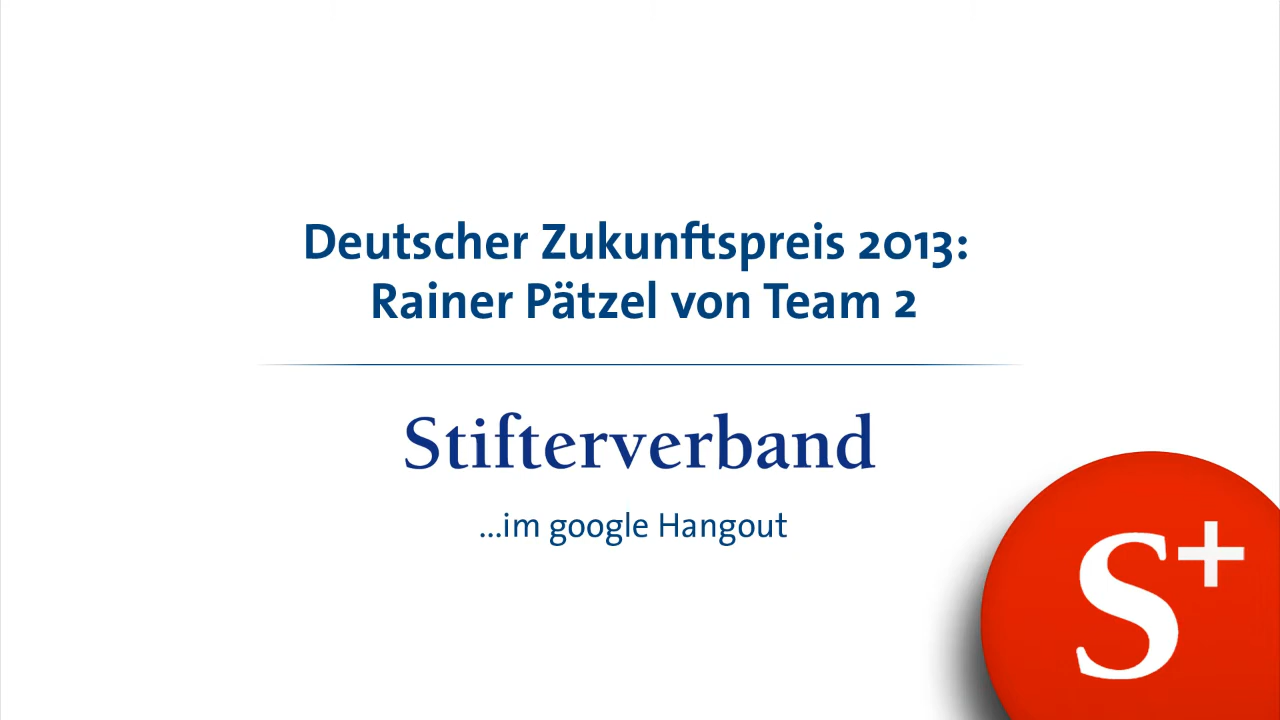 Deutscher Zukunftspreis 2013:
Rainer Pätzel von Team 2
Stifterverband
...im google Hangout
S+